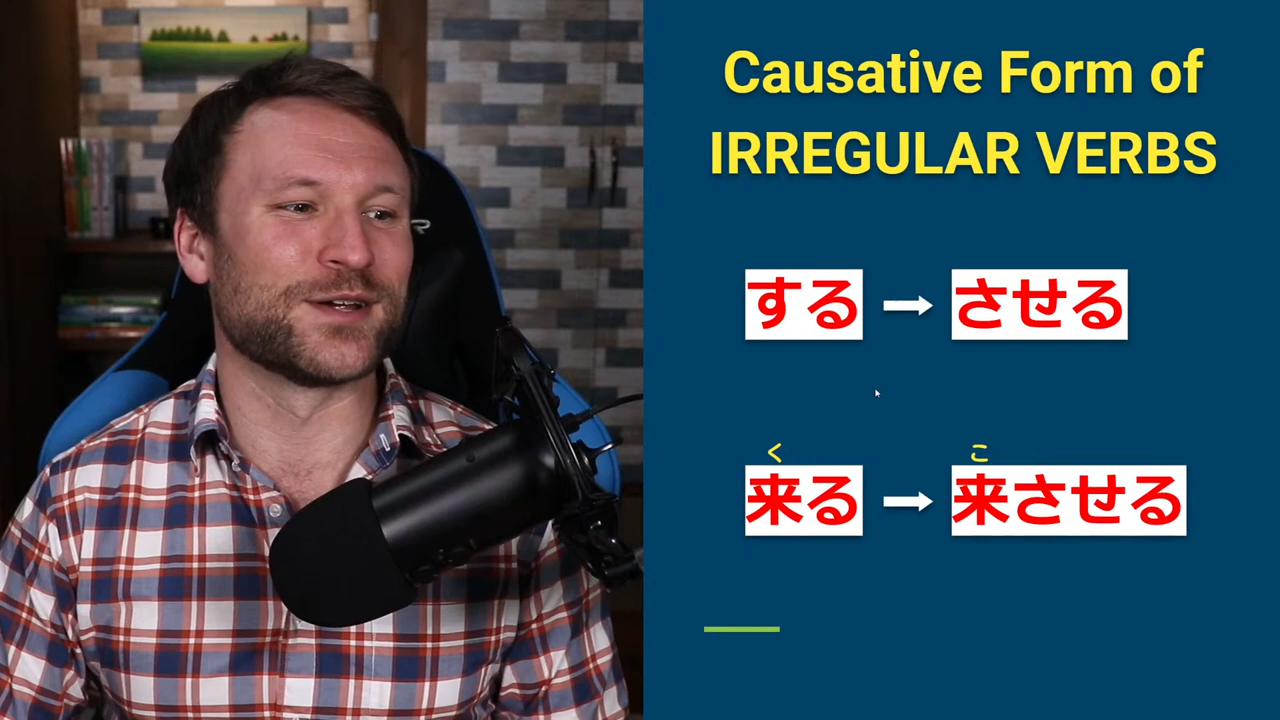 Causative Form of
IRREGULAR VERBS
する → させる
く こ
来る → 来させる